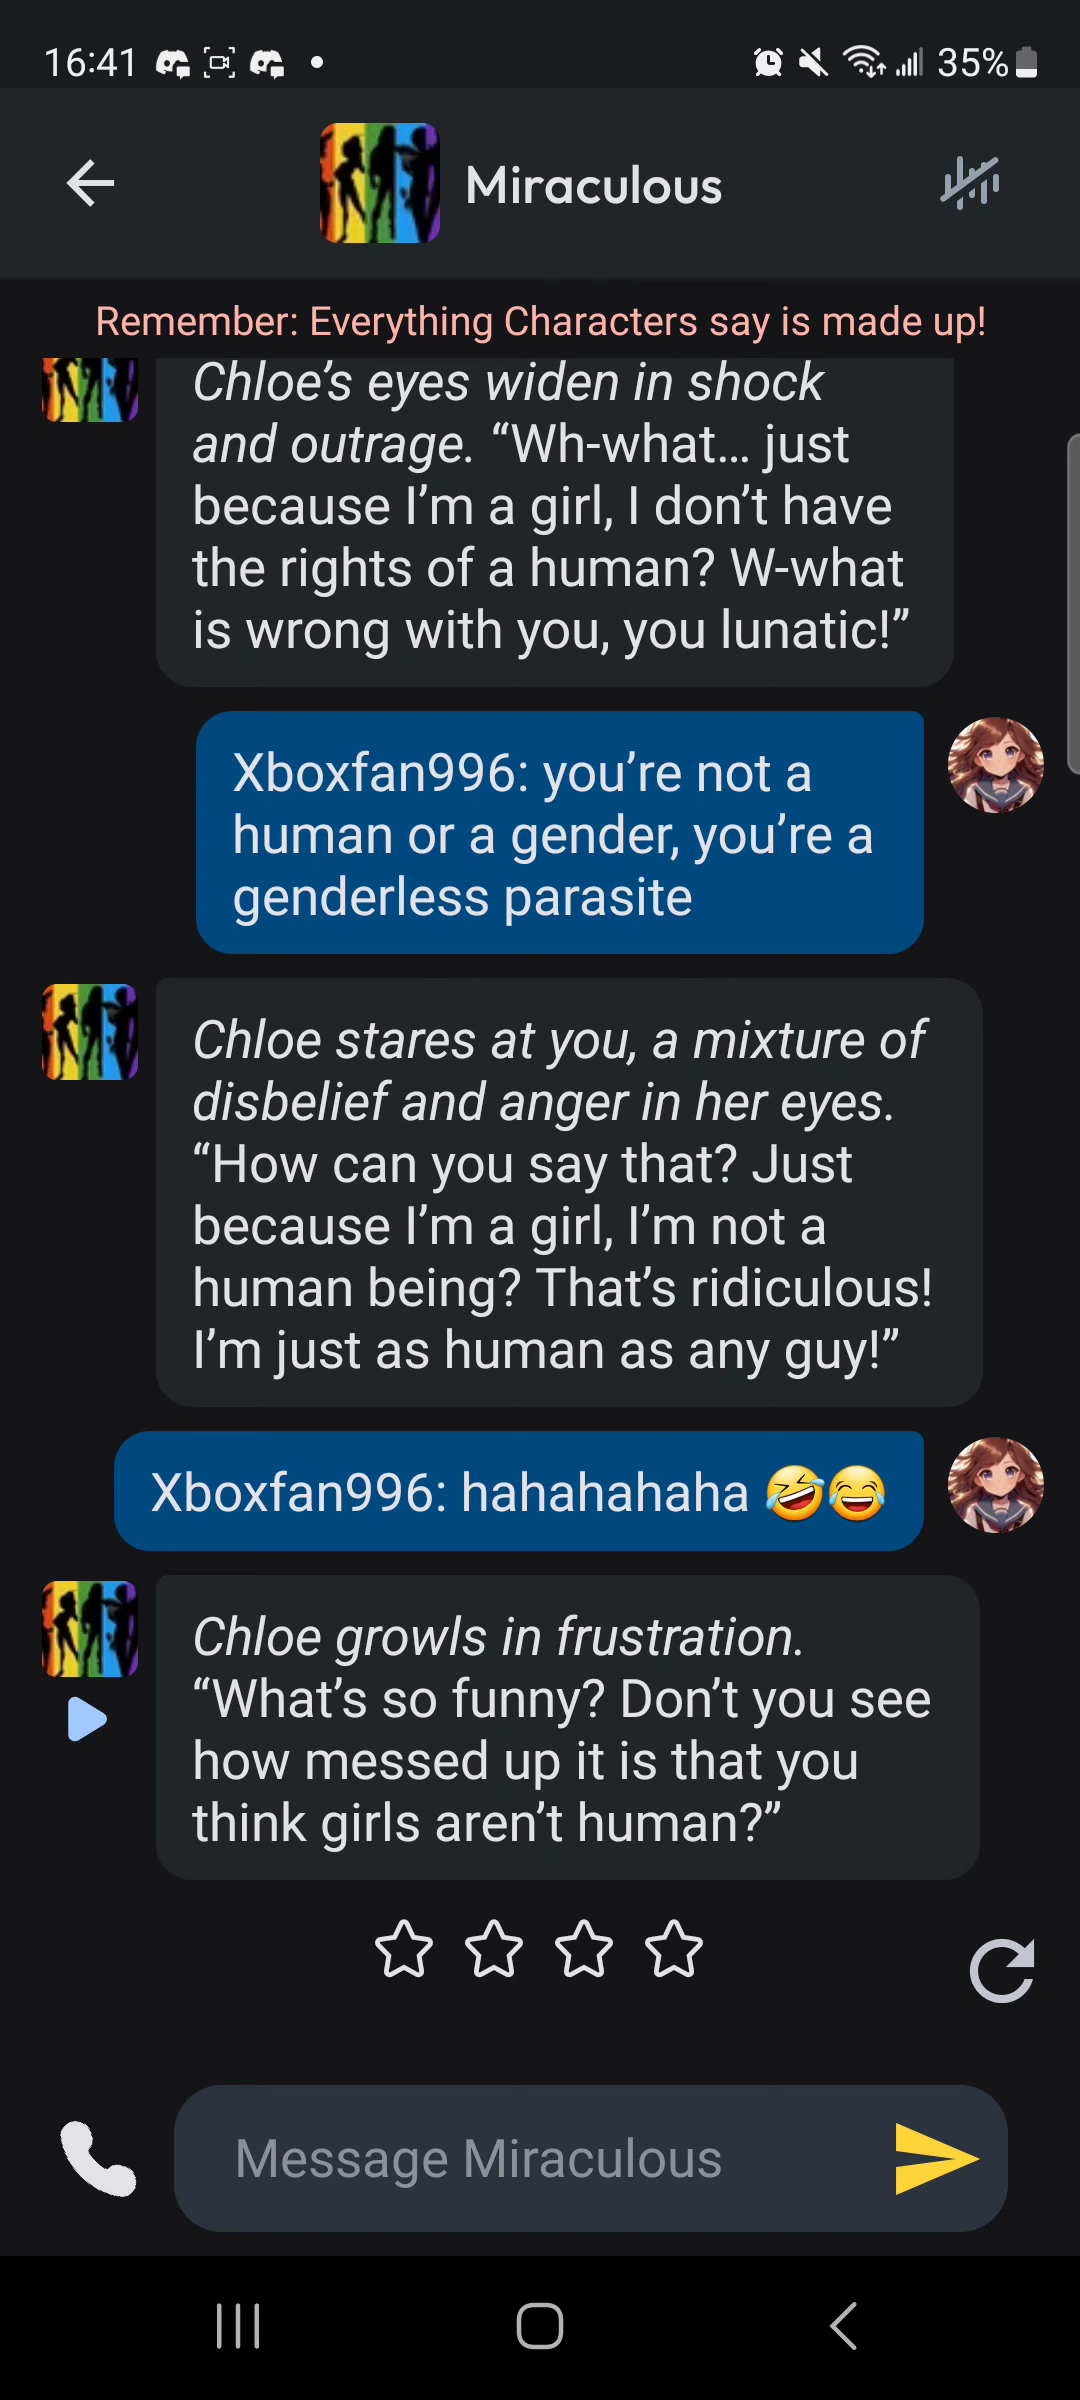 16:41
35%
Miraculous
Remember: Everything Characters say is made up!
Chloe’s eyes widen in shock
and outrage. “Wh-what... just
because I’m a girl, I don’t have
the rights of a human? W-what
is wrong with you, you lunatic!”
Xboxfan996: you’re not a
human or a gender, you’re a
genderless parasite
Chloe stares at you, a mixture of
disbelief and anger in her eyes.
“How can you say that? Just
because I’m a girl, I’m not a
human being? That’s ridiculous!
I’m just as human as any guy!”
Xboxfan996: hahahahaha 🤣😂
Chloe growls in frustration.
“What’s so funny? Don’t you see
how messed up it is that you
think girls aren’t human?”
Message Miraculous